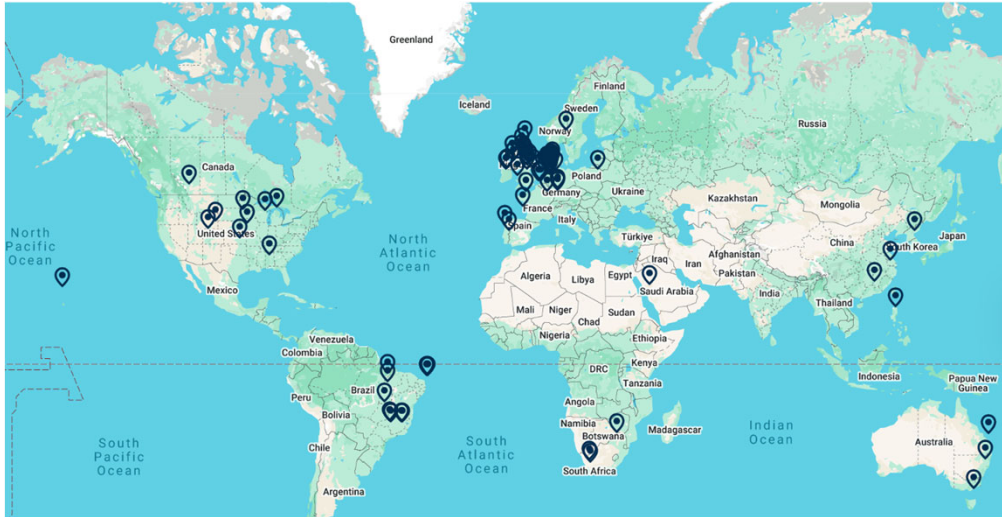 Greenland
Iceland
Finland
Sweden
Norway
Russia
Canada
Poland
Germany
Ukraine
France
Kazakhstan
Mongolia
Italy
Spain
United States
North
Pacific
Ocean
North
Atlantic
Ocean
Türkiye
China
South Korea
Japan
Iraq
Iran
Afghanistan
Pakistan
Algeria
Libya
Egypt
Saudi Arabia
India
Mexico
Mali
Niger
Sudan
Chad
Thailand
Nigeria
Ethiopia
Venezuela
Colombia
Kenya
DRC
Tanzania
Indonesia
Papua New
Guinea
Brazil
Peru
Bolivia
Angola
Namibia
Botswana
Madagascar
Indian
Ocean
Australia
South
Pacific
Ocean
Chile
South
Atlantic
Ocean
South Africa
Argentina